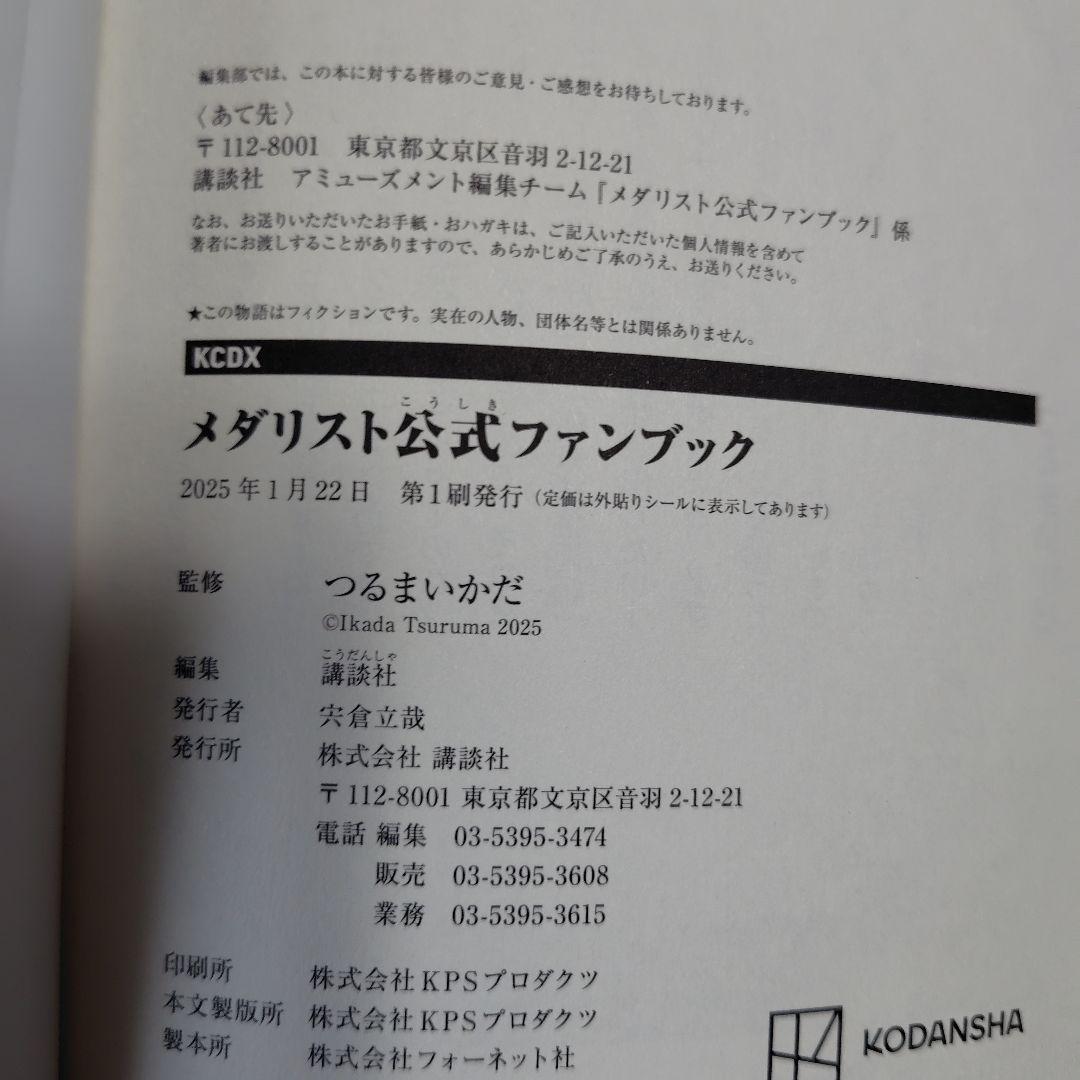 編集部では、この本に対する皆様のご意見・ご感想をお待ちしております。
〈あて先〉
〒112-8001 東京都文京区音羽 2-12-21
講談社 アミューズメント編集チーム『メダリスト公式ファンブック』係
なお、お送りいただいたお手紙・おハガキは、ご記入いただいた個人情報を含めて
著者にお渡しすることがありますので、あらかじめご了承のうえ、お送りください。
★この物語はフィクションです。実在の人物、団体名等とは関係ありません。
KCDX
こうしき
メダリスト公式ファンブック
2025年1月22日 第1刷発行（定価は外貼りシールに表示してあります）
監修 つるまいかだ
©Ikada Tsuruma 2025
こうだんしゃ
編集 講談社
発行者 宍倉立哉
発行所 株式会社 講談社
〒112-8001 東京都文京区音羽 2-12-21
電話 編集 03-5395-3474
販売 03-5395-3608
業務 03-5395-3615
印刷所 株式会社KPSプロダクツ
本文製版所 株式会社KPSプロダクツ
製本所 株式会社フォーネット社
KODANSHA